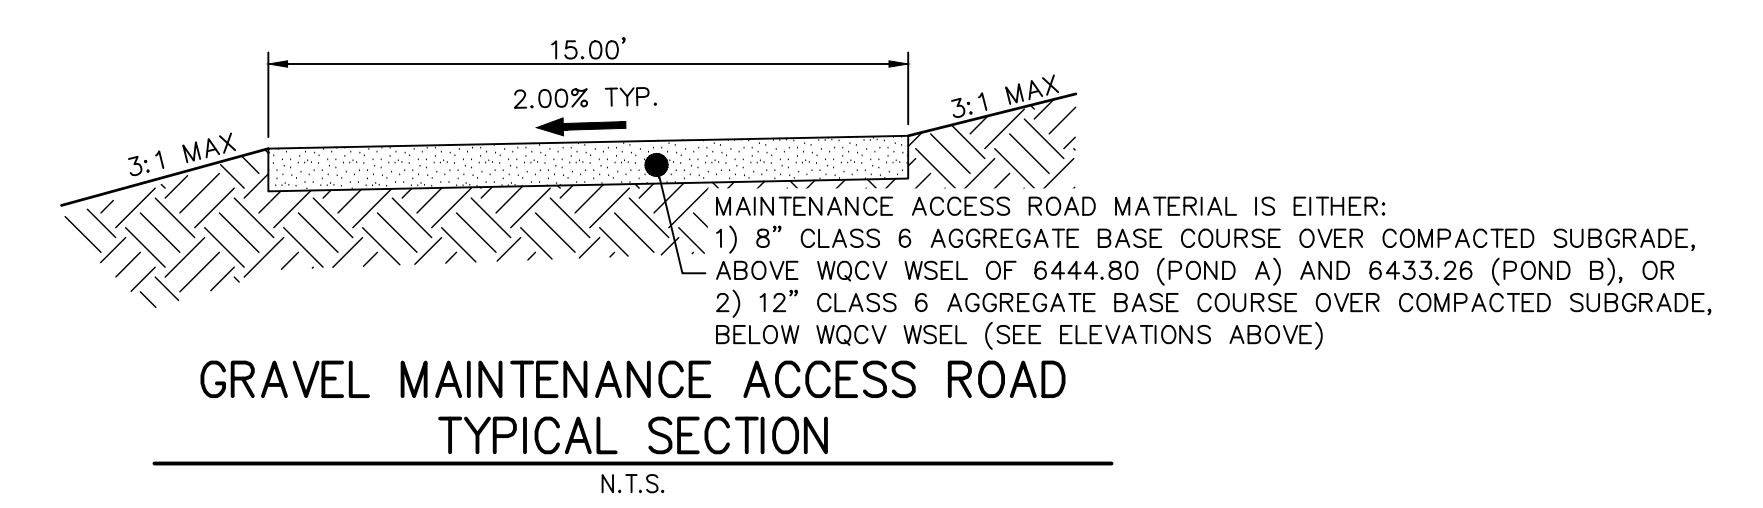 15.00'
2.00% TYP.
3:1 MAX
3:1 MAX
MAINTENANCE ACCESS ROAD MATERIAL IS EITHER:
1) 8" CLASS 6 AGGREGATE BASE COURSE OVER COMPACTED SUBGRADE,
ABOVE WQCV WSEL OF 6444.80 (POND A) AND 6433.26 (POND B), OR
2) 12" CLASS 6 AGGREGATE BASE COURSE OVER COMPACTED SUBGRADE,
BELOW WQCV WSEL (SEE ELEVATIONS ABOVE)
GRAVEL MAINTENANCE ACCESS ROAD
TYPICAL SECTION
N.T.S.